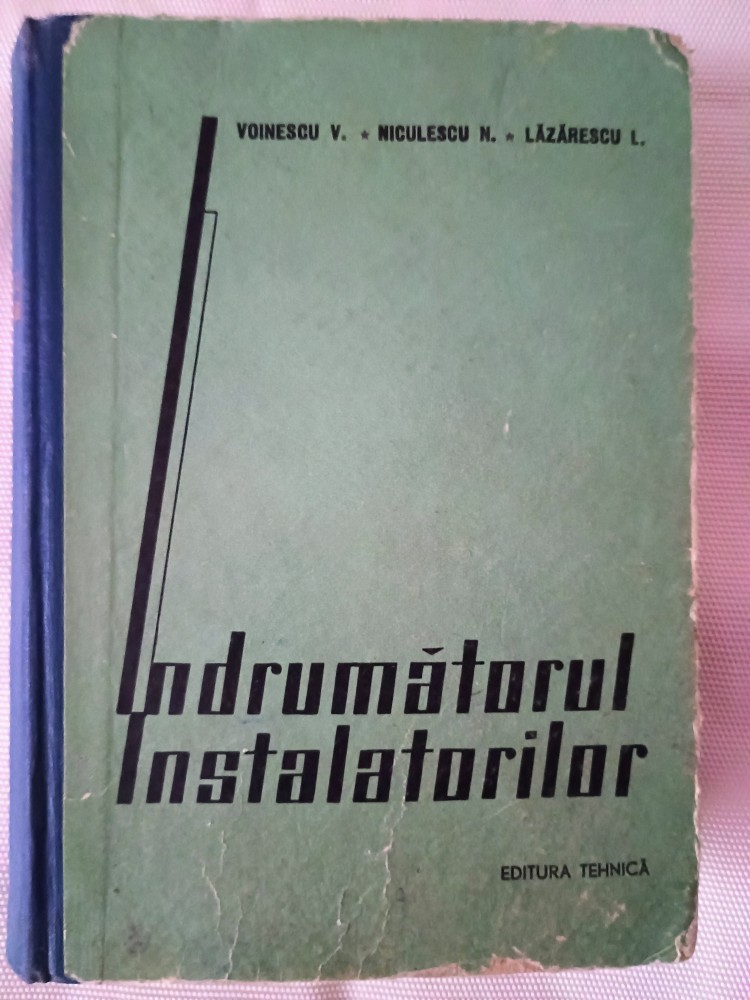 VOINESCU V. * NICULESCU N. * LĂZĂRESCU L.
Indrumătorul
Instalatorilor
EDITURA TEHNICĂ